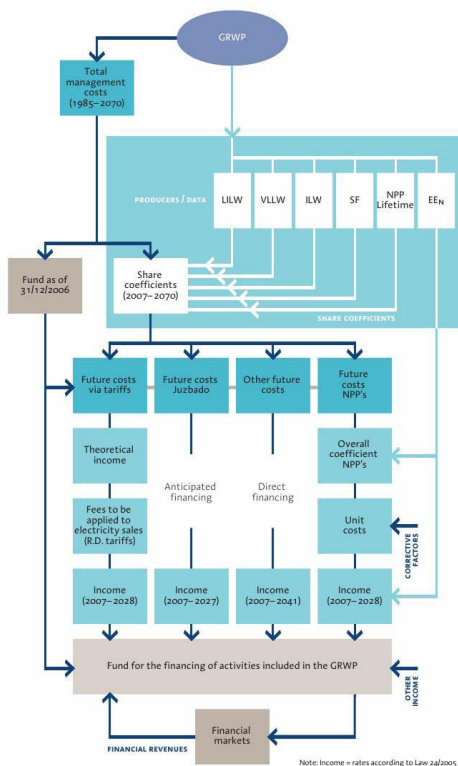 GRWP
Total
management
costs
(1985–2070)
PRODUCERS / DATA
LILW
VLLW
ILW
SF
NPP
Lifetime
EEN
Fund as of
31/12/2006
Share
coefficients
(2007–2070)
SHARE COEFFICIENTS
Future costs
via tariffs
Future costs
Juzbado
Other future
costs
Future
costs
NPP's
Theoretical
income
Overall
coefficient
NPP's
Anticipated
financing
Direct
financing
Fees to be
applied to
electricity sales
(R.D. tariffs)
Unit
costs
CORRECTIVE
FACTORS
Income
(2007–2028)
Income
(2007–2027)
Income
(2007–2041)
Income
(2007–2028)
Fund for the financing of activities included in the GRWP
OTHER
INCOME
Financial
markets
FINANCIAL REVENUES
Note: Income = rates according to Law 24/2005